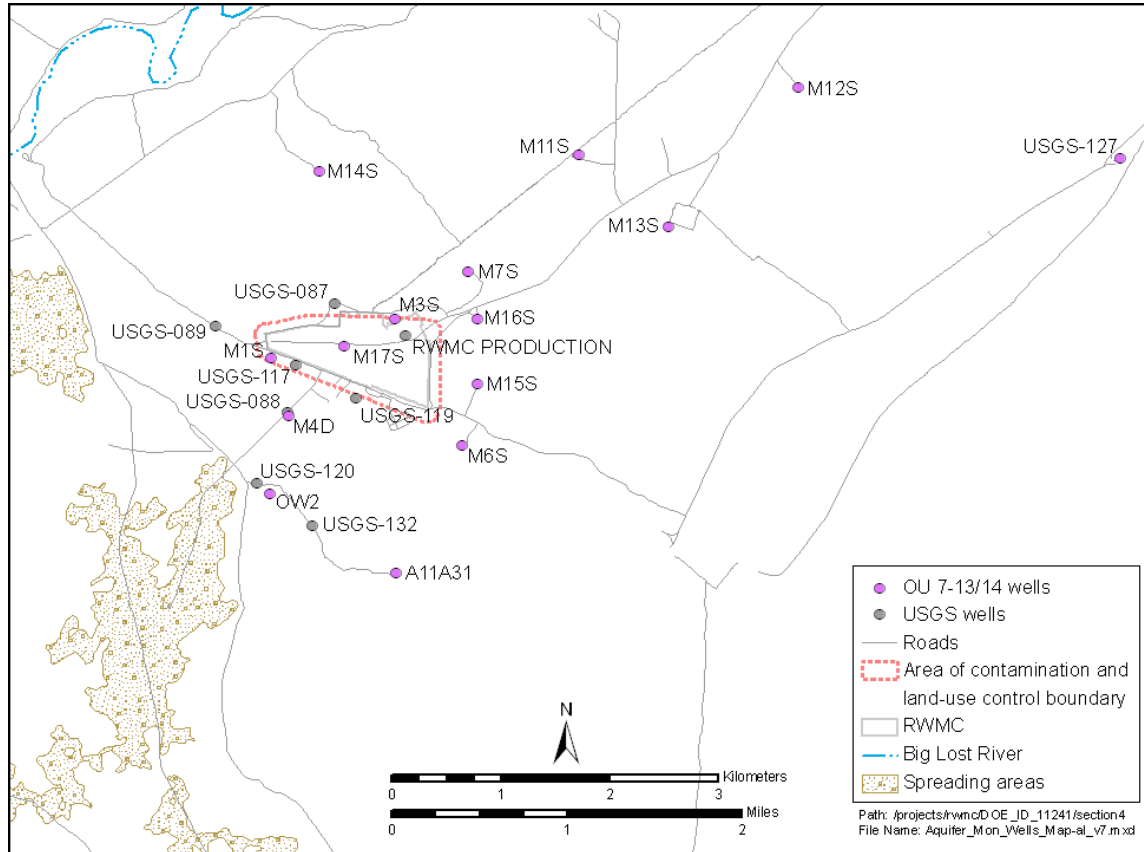 M12S
M11S
USGS-127
M14S
M13S
M7S
USGS-087
M3S
M16S
USGS-089
RWMC PRODUCTION
M1S
M17S
USGS-117
M15S
USGS-088
USGS-119
M4D
M6S
USGS-120
OW2
USGS-132
A11A31
OU 7-13/14 wells
USGS wells
Roads
Area of contamination and
land-use control boundary
RWMC
Big Lost River
Spreading areas
N
Kilometers
0 1 2 3
Miles
0 1 2
Path: /projects/rwmc/DOE_ID_11241/section4
File Name: Aquifer_Mon_Wells_Map-al_v7.mxd